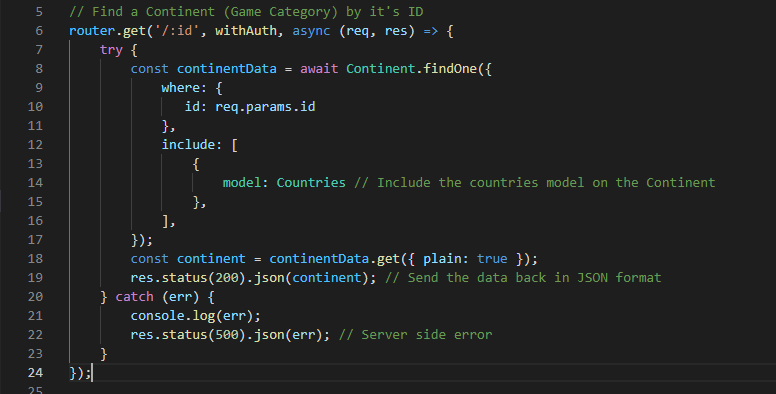 5 // Find a Continent (Game Category) by it's ID
6 router.get('/:id', withAuth, async (req, res) => {
7     try {
8         const continentData = await Continent.findOne({
9             where: {
10                id: req.params.id
11             },
12             include: [
13                 {
14                     model: Countries // Include the countries model on the Continent
15                 },
16             ],
17         });
18         const continent = continentData.get({ plain: true });
19         res.status(200).json(continent); // Send the data back in JSON format
20     } catch (err) {
21         console.log(err);
22         res.status(500).json(err); // Server side error
23     }
24 });
25